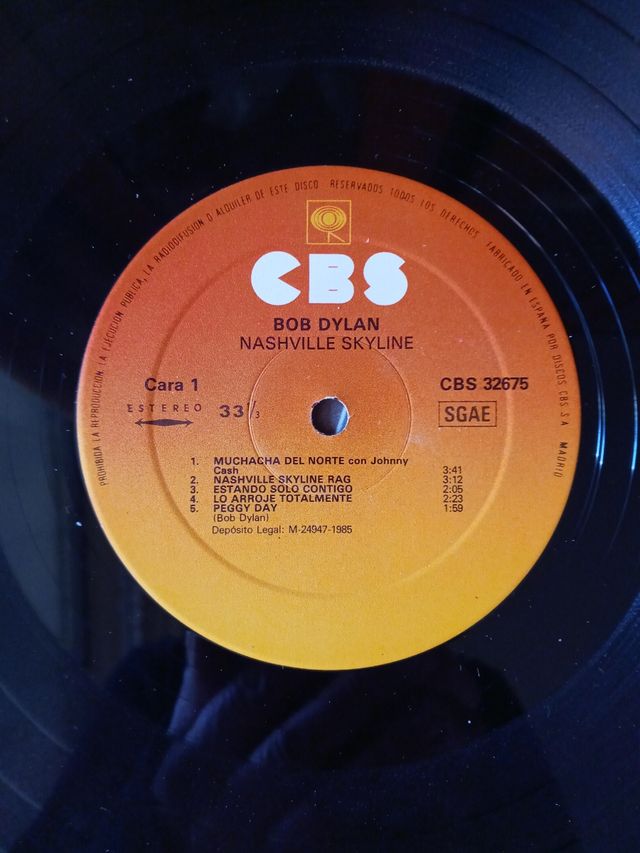 PROHIBIDA LA REPRODUCCION, LA EJECUCION PUBLICA, LA RADIODIFUSION O ALQUILER DE ESTE DISCO RESERVADOS TODOS LOS DERECHOS. FABRICADO EN ESPAÑA POR DISCOS CBS S.A. MADRID
CBS
BOB DYLAN
NASHVILLE SKYLINE
Cara 1
CBS 32675
ESTEREO 33 1/3
SGAE
1. MUCHACHA DEL NORTE con Johnny
Cash 3:41
2. NASHVILLE SKYLINE RAG 3:12
3. ESTANDO SOLO CONTIGO 2:05
4. LO ARROJE TOTALMENTE 2:23
5. PEGGY DAY 1:59
(Bob Dylan)
Depósito Legal: M-24947-1985